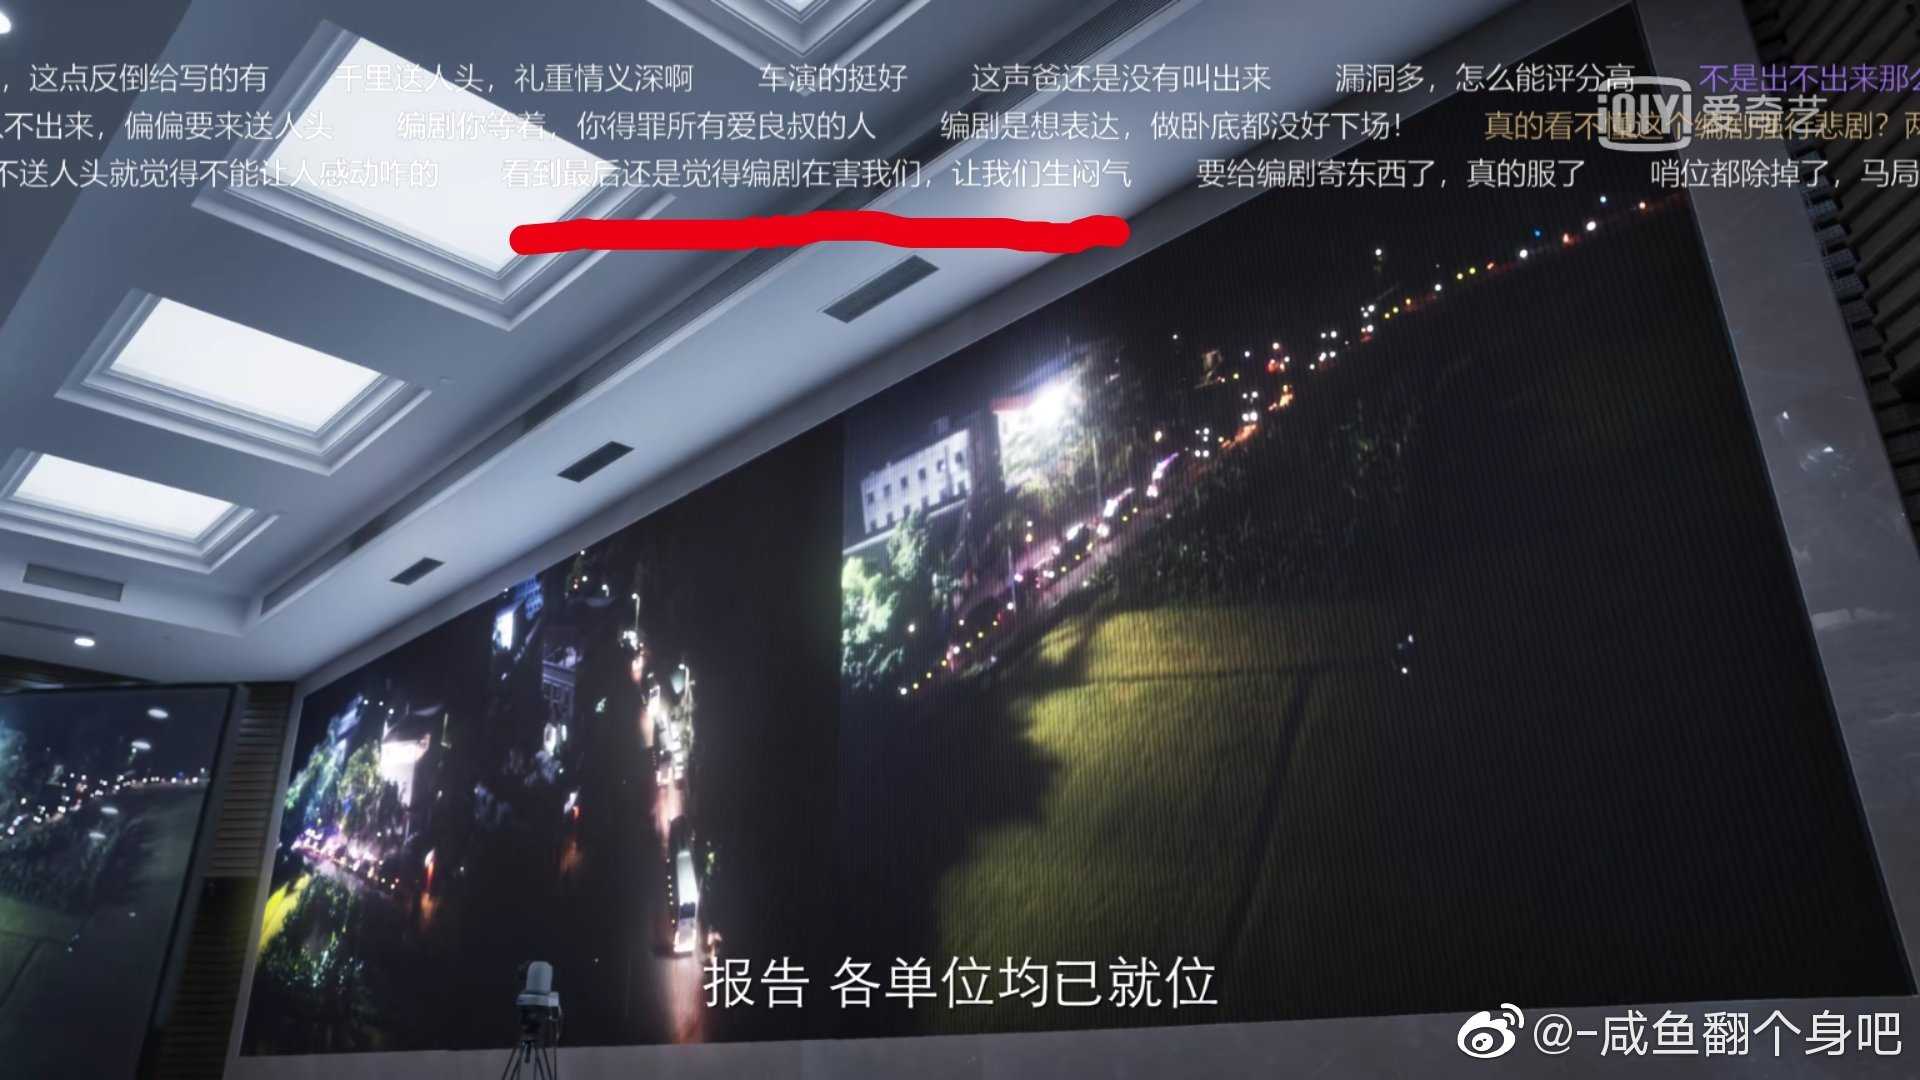 ，这点反倒给写的有 千里送人头，礼重情义深啊 车演的挺好 这声爸还是没有叫出来 漏洞多，怎么能评分高 不是出不出来那么
不出来，偏偏要来送人头 编剧你等着，你得罪所有爱良叔的人 编剧是想表达，做卧底都没好下场！ 真的看不懂这个编剧强行悲剧？两
不送人头就觉得不能让人感动咋的 看到最后还是觉得编剧在害我们，让我们生闷气 要给编剧寄东西了，真的服了 哨位都除掉了，马局
iQIYI 爱奇艺
报告 各单位均已就位
@-咸鱼翻个身吧